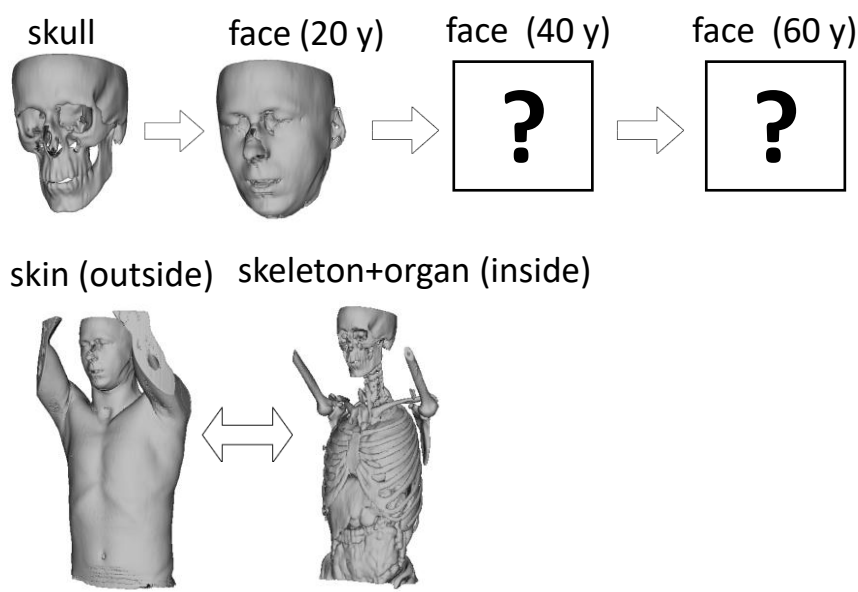 skull
face (20 y)
face (40 y)
face (60 y)
?
?
skin (outside)
skeleton+organ (inside)